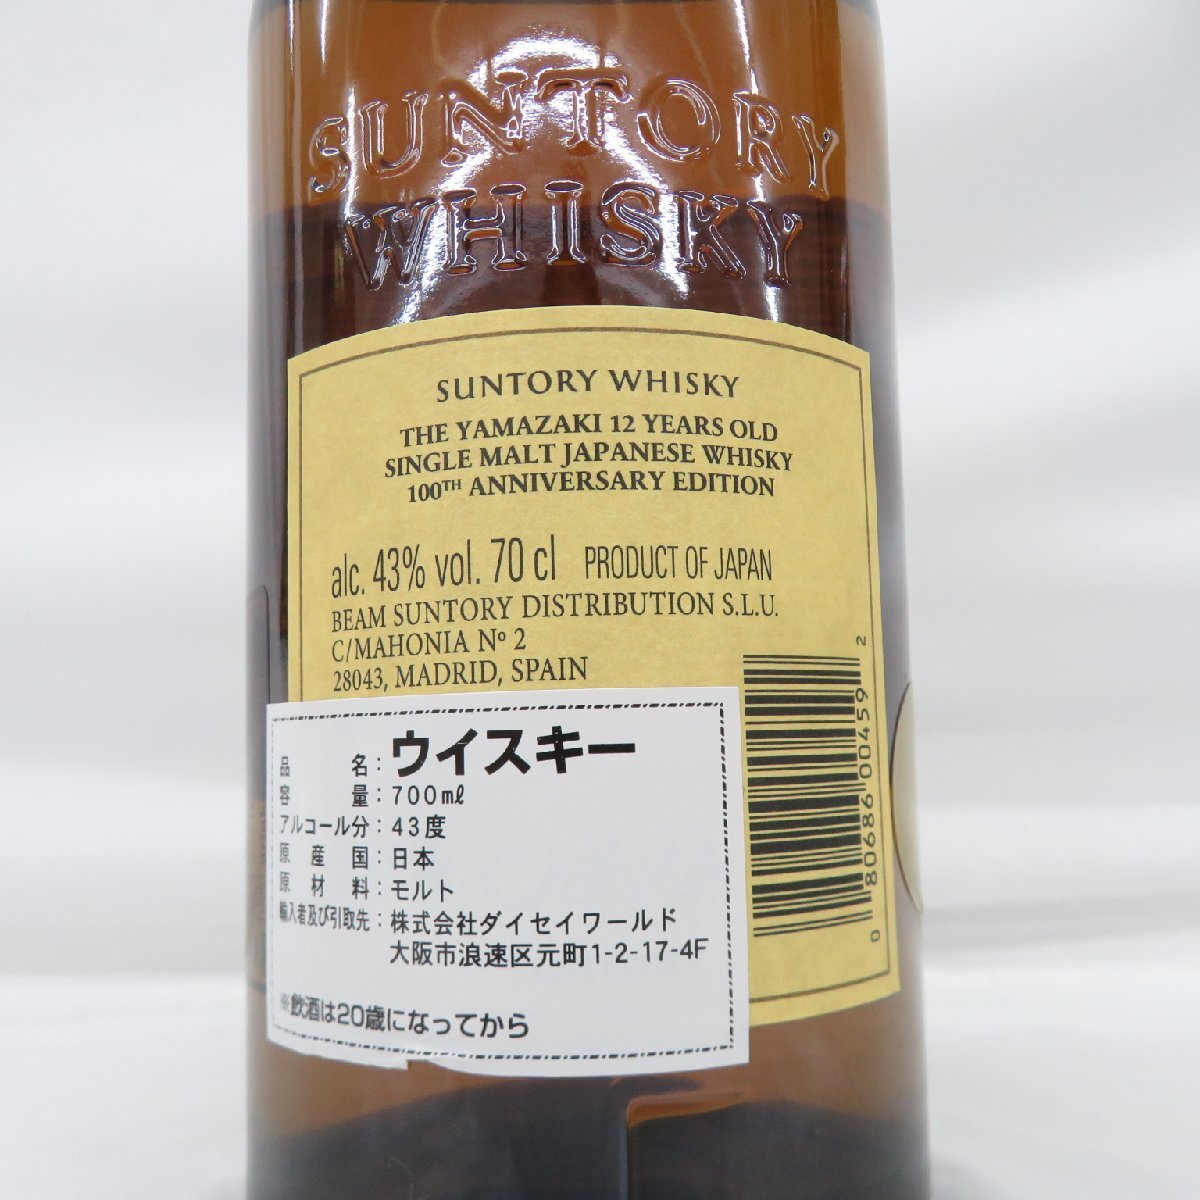 SUNTORY
WHISKY
SUNTORY WHISKY
THE YAMAZAKI 12 YEARS OLD
SINGLE MALT JAPANESE WHISKY
100TH ANNIVERSARY EDITION
alc. 43% vol. 70 cl PRODUCT OF JAPAN
BEAM SUNTORY DISTRIBUTION S.L.U.
C/MAHONIA Nº 2
28043, MADRID, SPAIN
0 80686 00459 2
品名：ウイスキー
容量：700㎖
アルコール分：43度
原産国：日本
原材料：モルト
輸入者及び引取先：株式会社ダイセイワールド
大阪市浪速区元町1-2-17-4F
※飲酒は20歳になってから